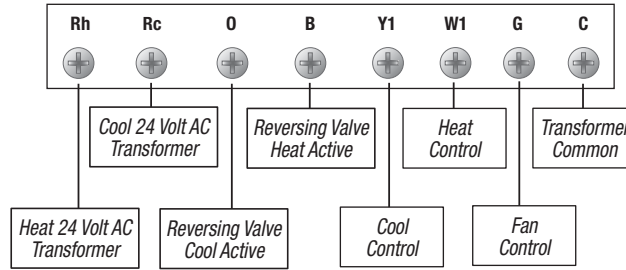 Rh Rc O B Y1 W1 G C
Cool 24 Volt AC
Transformer
Reversing Valve
Heat Active
Heat
Control
Transformer
Common
Heat 24 Volt AC
Transformer
Reversing Valve
Cool Active
Cool
Control
Fan
Control